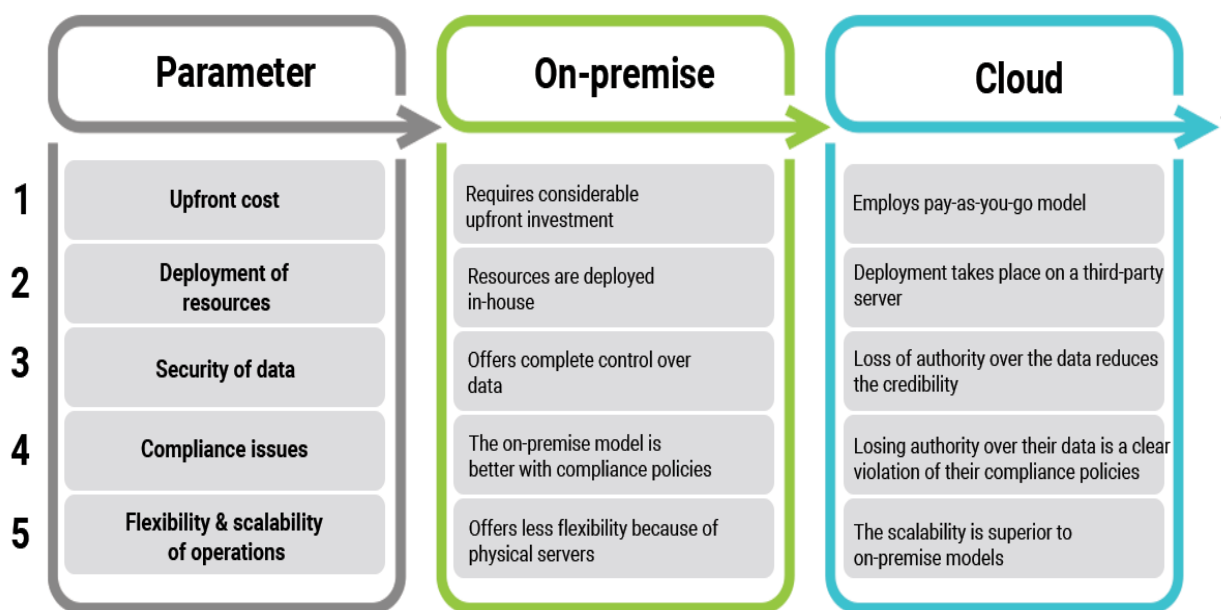 Parameter
On-premise
Cloud
1
Upfront cost
Requires considerable
upfront investment
Employs pay-as-you-go model
2
Deployment of
resources
Resources are deployed
in-house
Deployment takes place on a third-party
server
3
Security of data
Offers complete control over
data
Loss of authority over the data reduces
the credibility
4
Compliance issues
The on-premise model is
better with compliance policies
Losing authority over their data is a clear
violation of their compliance policies
5
Flexibility & scalability
of operations
Offers less flexibility because of
physical servers
The scalability is superior to
on-premise models